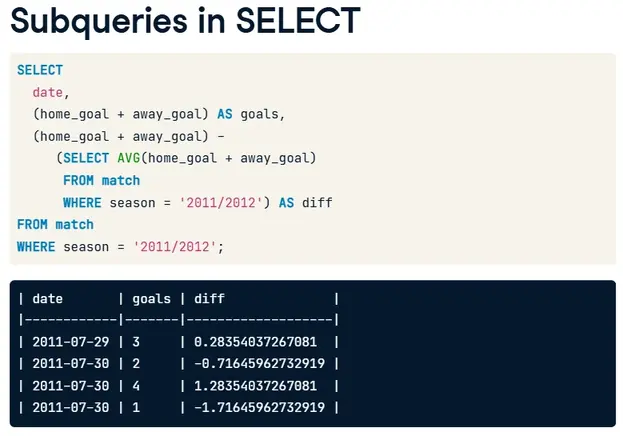 Subqueries in SELECT
SELECT
date,
(home_goal + away_goal) AS goals,
(home_goal + away_goal) -
(SELECT AVG(home_goal + away_goal)
FROM match
WHERE season = '2011/2012') AS diff
FROM match
WHERE season = '2011/2012';
| date       | goals | diff              |
|------------|-------|-------------------|
| 2011-07-29 | 3     | 0.28354037267081  |
| 2011-07-30 | 2     | -0.71645962732919 |
| 2011-07-30 | 4     | 1.28354037267081  |
| 2011-07-30 | 1     | -1.71645962732919 |